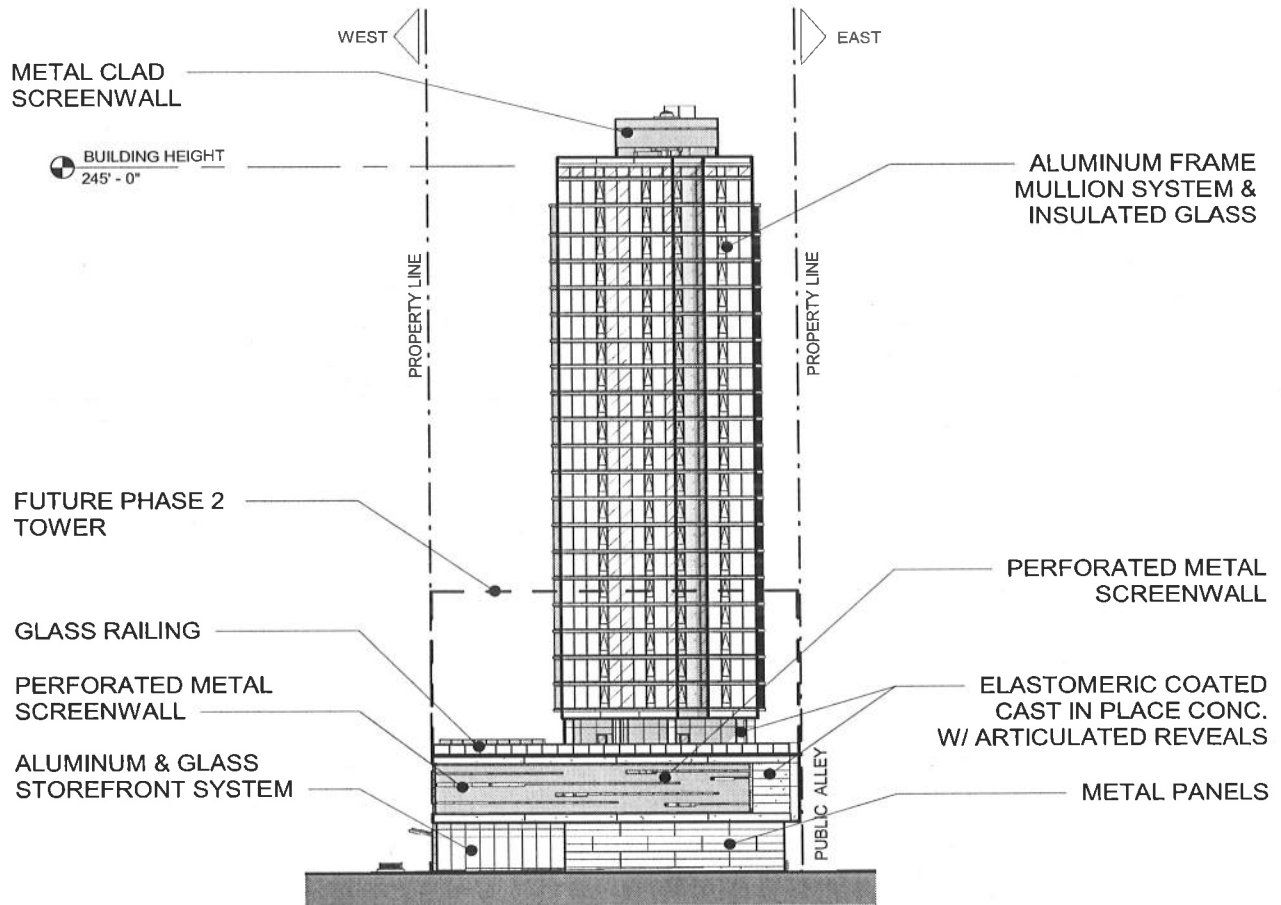 WEST
EAST
METAL CLAD
SCREENWALL
BUILDING HEIGHT
245' - 0"
ALUMINUM FRAME
MULLION SYSTEM &
INSULATED GLASS
PROPERTY LINE
PROPERTY LINE
FUTURE PHASE 2
TOWER
PERFORATED METAL
SCREENWALL
GLASS RAILING
PERFORATED METAL
SCREENWALL
ELASTOMERIC COATED
CAST IN PLACE CONC.
W/ ARTICULATED REVEALS
ALUMINUM & GLASS
STOREFRONT SYSTEM
METAL PANELS
PUBLIC ALLEY